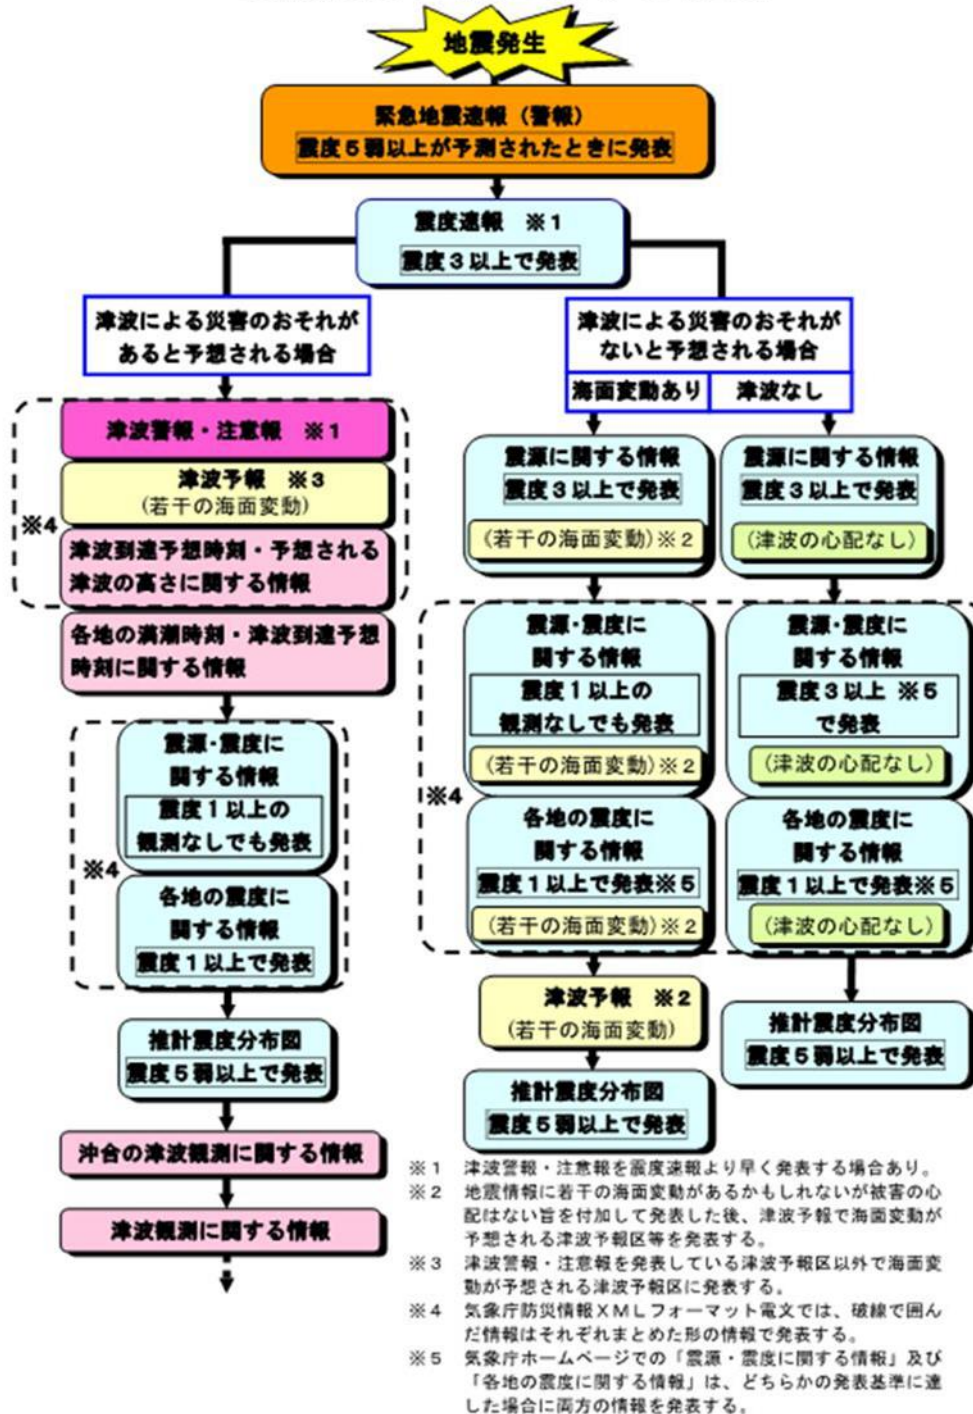 地震発生
緊急地震速報（警報）
震度５弱以上が予測されたときに発表
震度速報　※１
震度３以上で発表
津波による災害のおそれが
あると予想される場合
津波警報・注意報　※１
津波予報　※３
(若干の海面変動)
津波到達予想時刻・予想される
津波の高さに関する情報
※4
各地の満潮時刻・津波到達予想
時刻に関する情報
震源・震度に
関する情報
震度１以上の
観測なしでも発表
※4
各地の震度に
関する情報
震度１以上で発表
推計震度分布図
震度５弱以上で発表
沖合の津波観測に関する情報
津波観測に関する情報
津波による災害のおそれが
ないと予想される場合
海面変動あり
津波なし
震源に関する情報
震度３以上で発表
(若干の海面変動)※２
震源・震度に
関する情報
震度１以上の
観測なしでも発表
(若干の海面変動)※２
※4
各地の震度に
関する情報
震度１以上で発表※５
(若干の海面変動)※２
津波予報　※２
(若干の海面変動)
推計震度分布図
震度５弱以上で発表
震源に関する情報
震度３以上で発表
(津波の心配なし)
震源・震度に
関する情報
震度３以上 ※５
で発表
(津波の心配なし)
各地の震度に
関する情報
震度１以上で発表※５
(津波の心配なし)
推計震度分布図
震度５弱以上で発表
※１　津波警報・注意報を震度速報より早く発表する場合あり。
※２　地震情報に若干の海面変動があるかもしれないが被害の心
配はない旨を付加して発表した後、津波予報で海面変動が
予想される津波予報区等を発表する。
※３　津波警報・注意報を発表している津波予報区以外で海面変
動が予想される津波予報区に発表する。
※４　気象庁防災情報ＸＭＬフォーマット電文では、破線で囲ん
だ情報はそれぞれまとめた形の情報で発表する。
※５　気象庁ホームページでの「震源・震度に関する情報」及び
「各地の震度に関する情報」は、どちらかの発表基準に達
した場合に両方の情報を発表する。